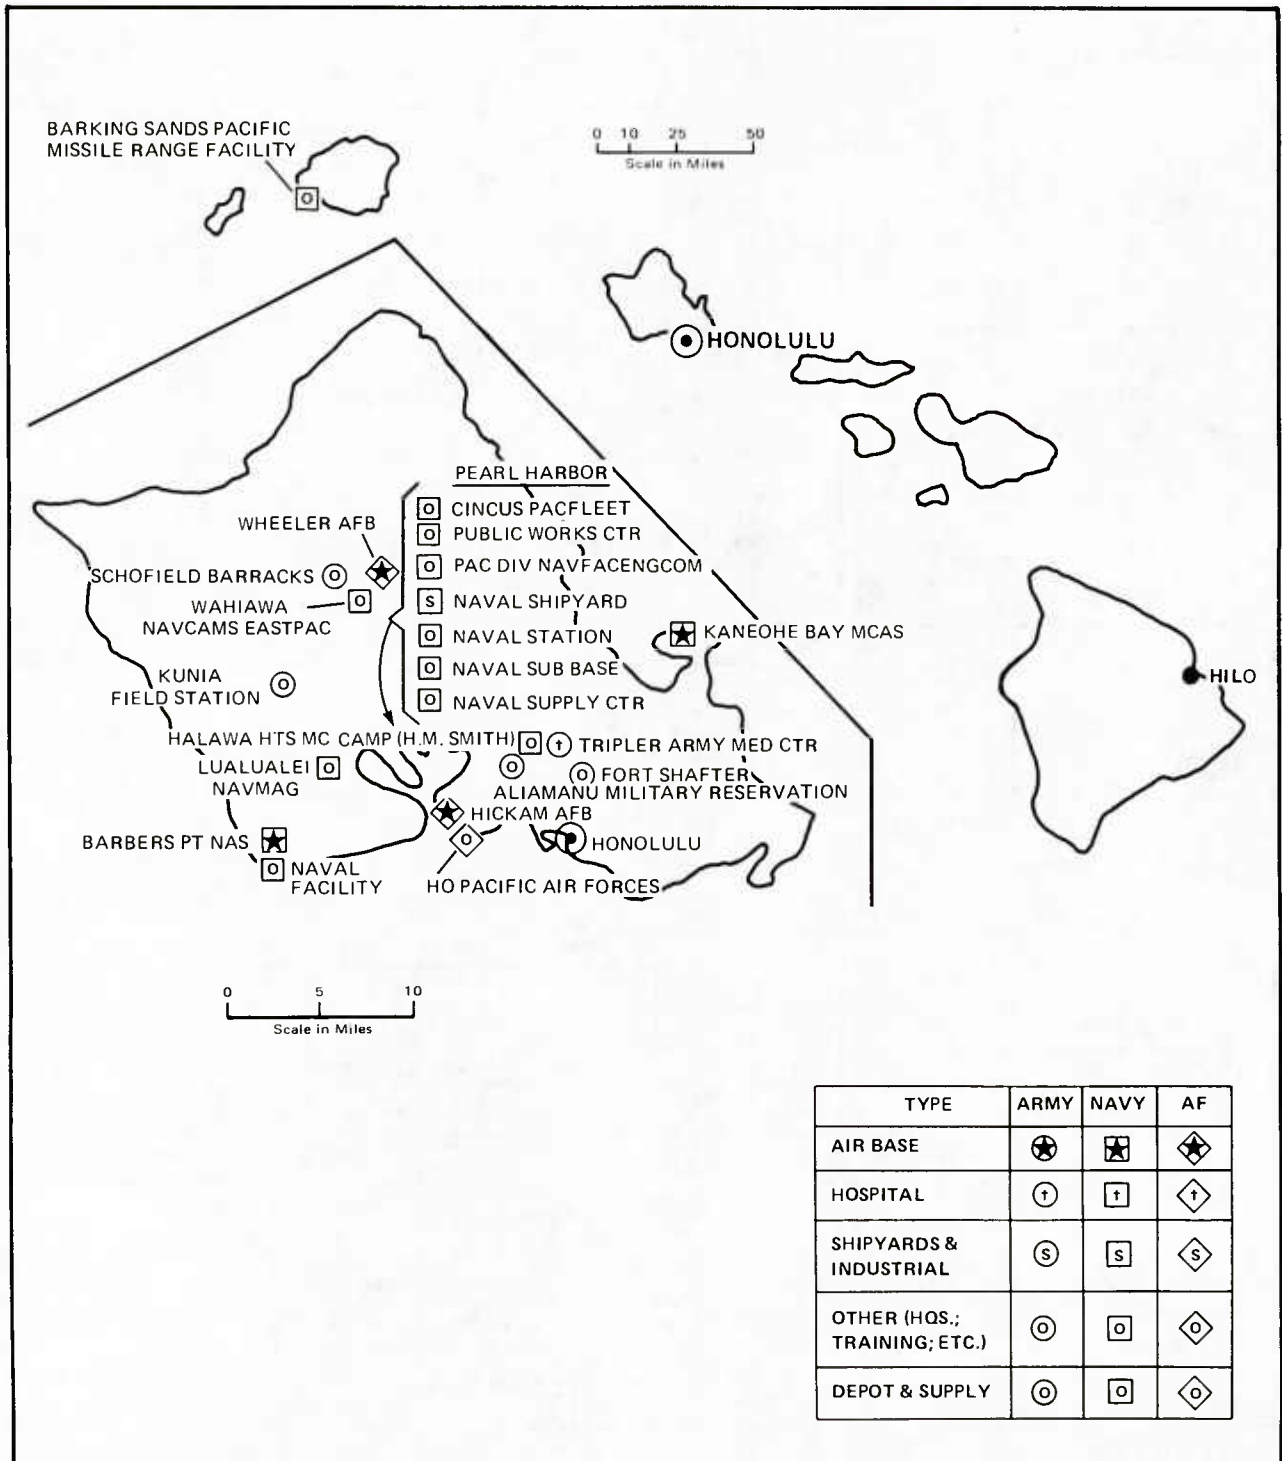 BARKING SANDS PACIFIC
MISSILE RANGE FACILITY
O
0 10 25 50
Scale in Miles
HONOLULU
PEARL HARBOR
O CINCUS PACFLEET
O PUBLIC WORKS CTR
O PAC DIV NAVFACENGCOM
S NAVAL SHIPYARD
O NAVAL STATION
O NAVAL SUB BASE
O NAVAL SUPPLY CTR
WHEELER AFB
SCHOFIELD BARRACKS O
WAHIAWA O
NAVCAMS EASTPAC
KUNIA O
FIELD STATION
KANEOHE BAY MCAS
HILO
HALAWA HTS MC CAMP (H.M. SMITH) O
† TRIPLER ARMY MED CTR
LUALUALEI O
NAVMAG
O
O FORT SHAFTER
ALIAMANU MILITARY RESERVATION
HICKAM AFB
BARBERS PT NAS
O
HONOLULU
O NAVAL
FACILITY
HO PACIFIC AIR FORCES
0 5 10
Scale in Miles
TYPE ARMY NAVY AF
AIR BASE
HOSPITAL † † †
SHIPYARDS &
INDUSTRIAL S S S
OTHER (HQS.;
TRAINING; ETC.) O O O
DEPOT & SUPPLY O O O